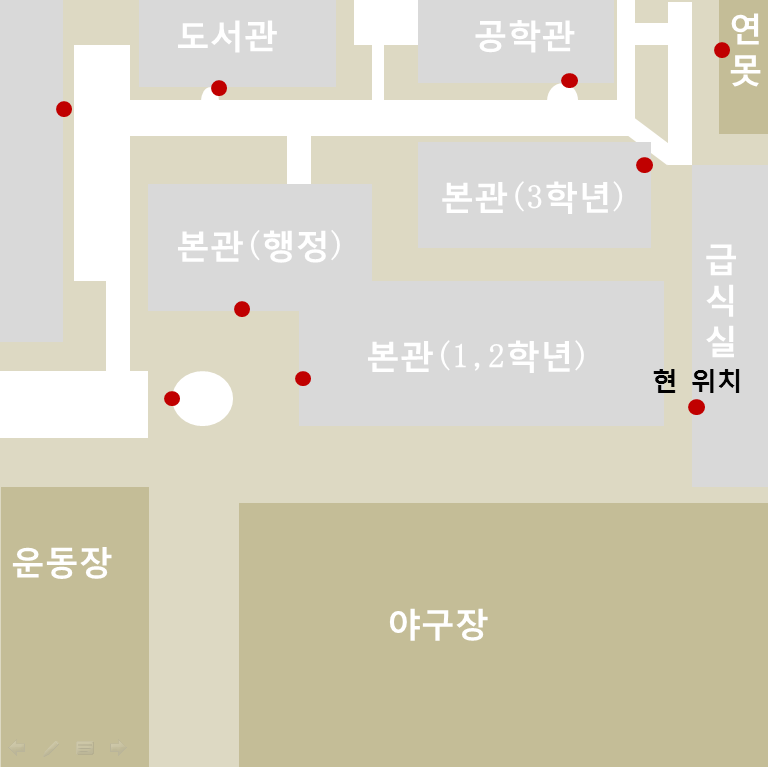 도서관
공학관
연
못
본관(3학년)
본관(행정)
급
식
실
본관(1,2학년)
현 위치
운동장
야구장